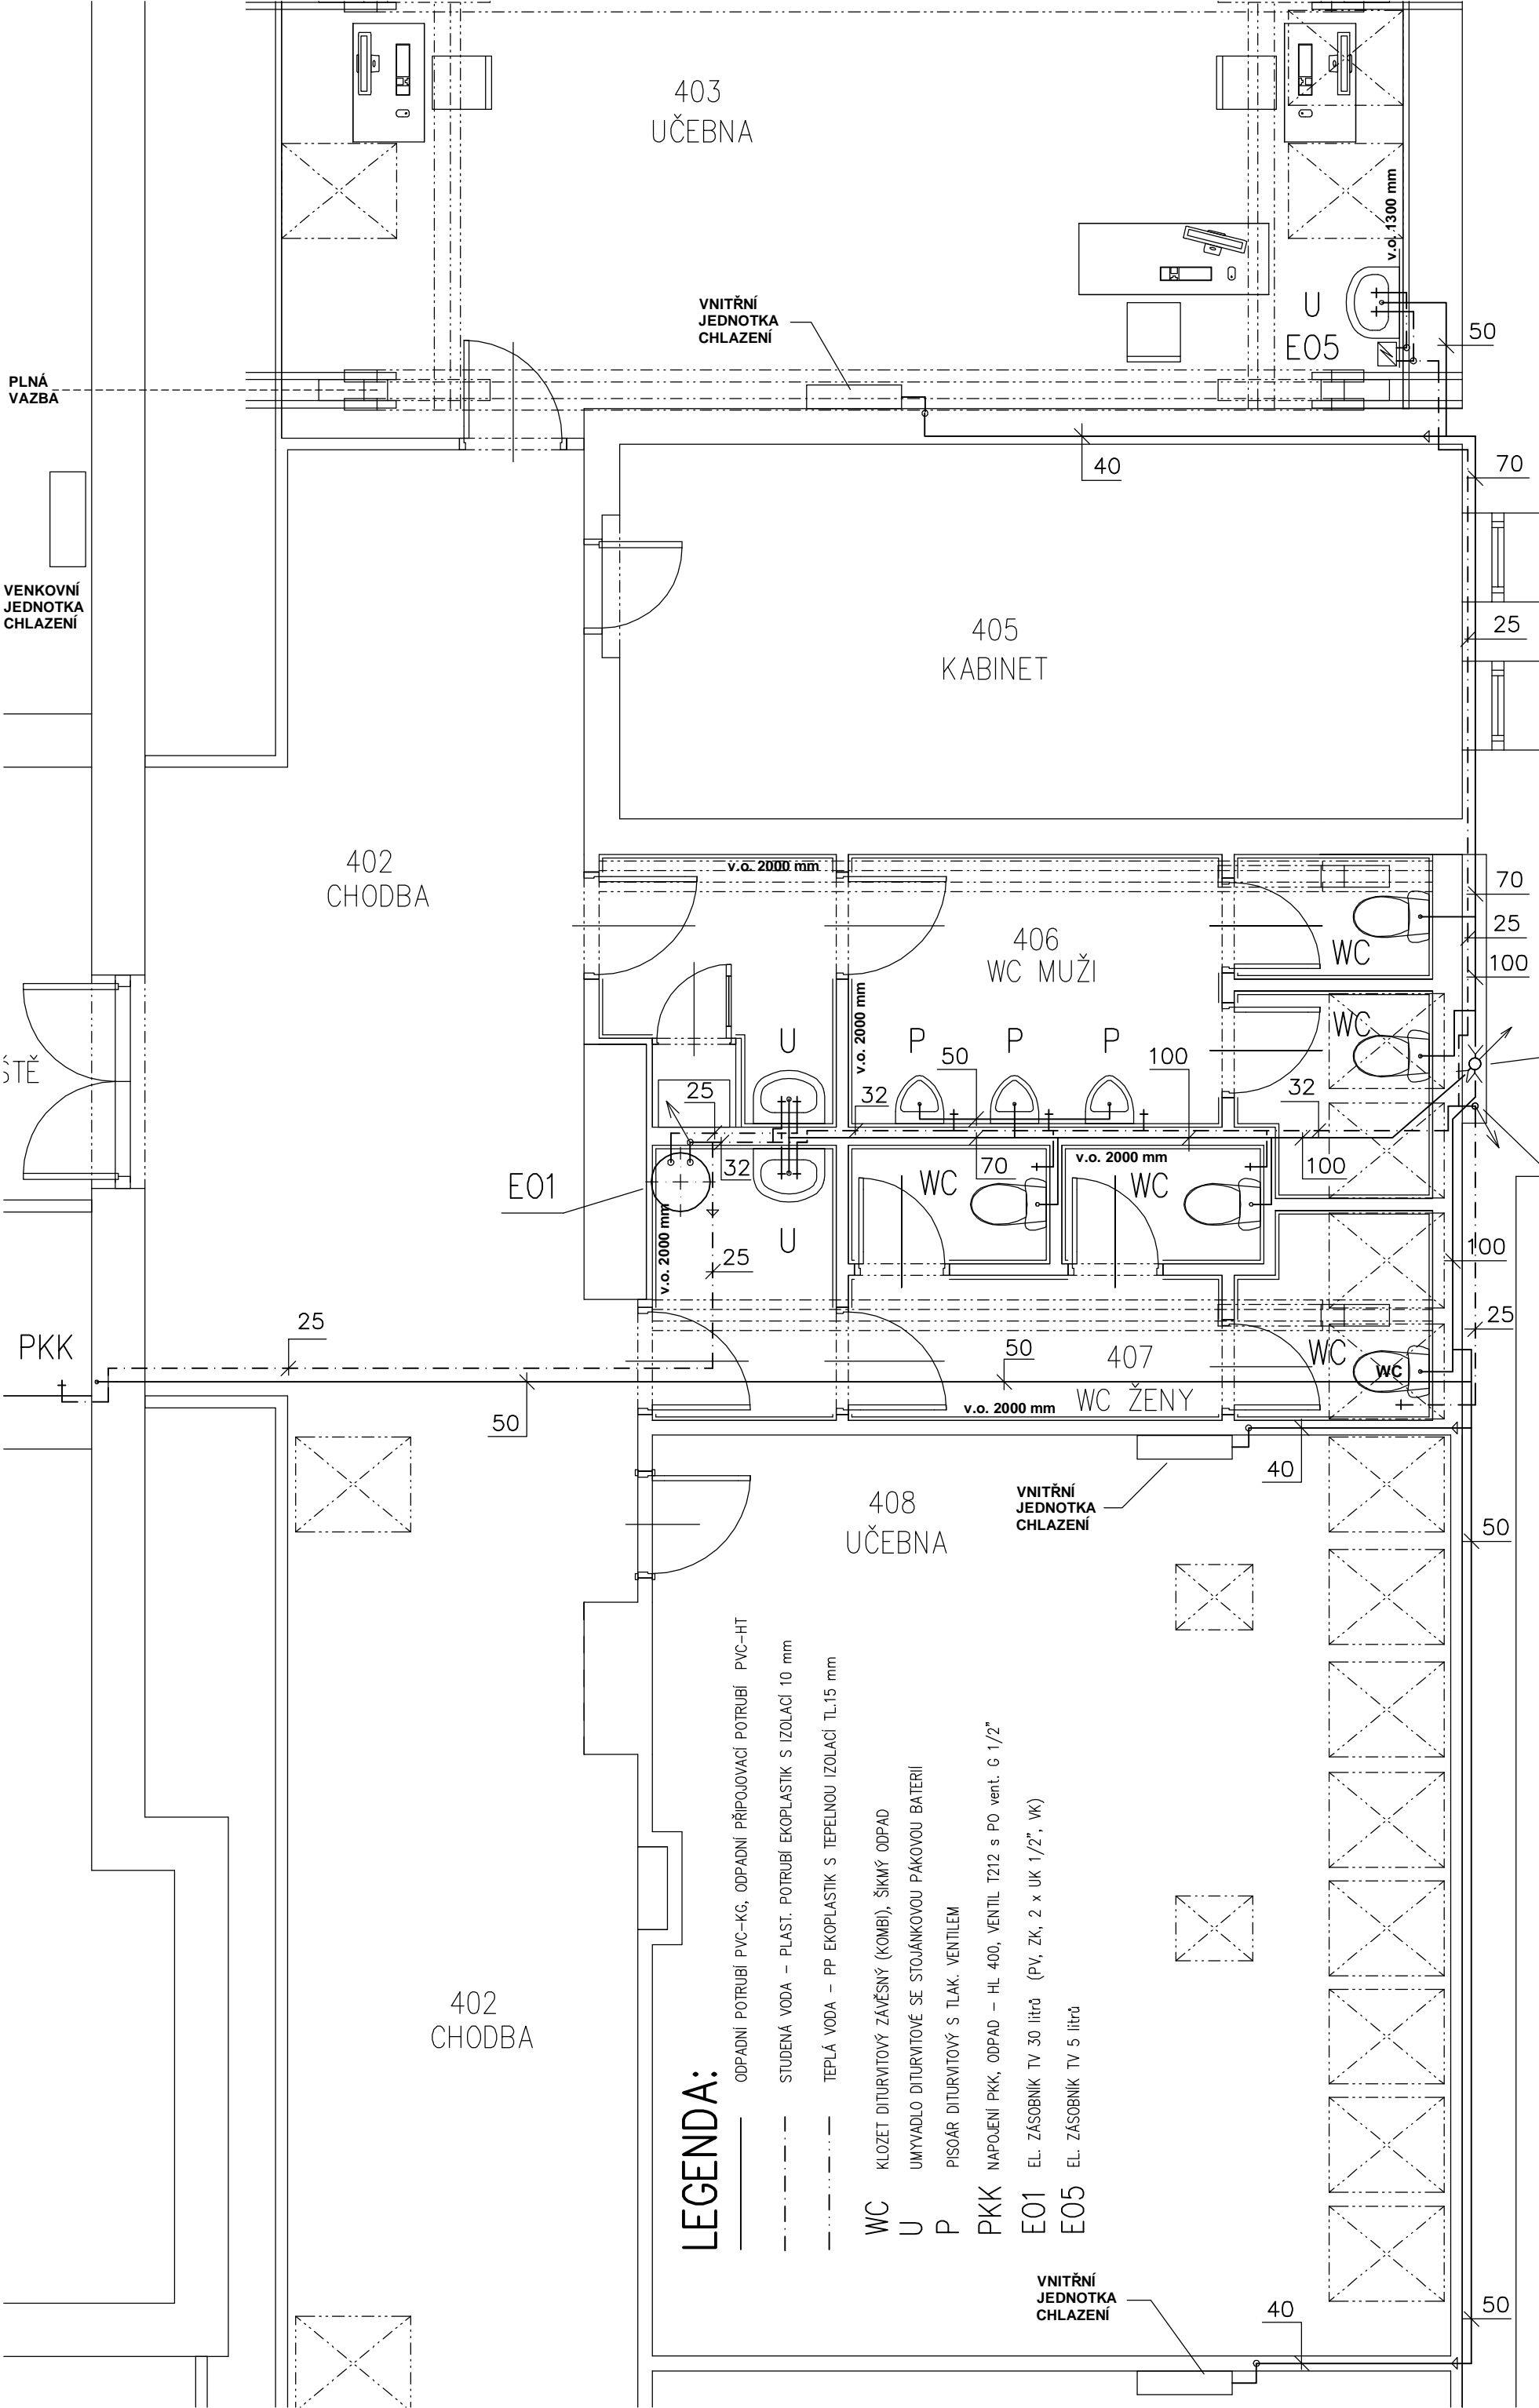 403
UČEBNA
v.o. 1300 mm
VNITŘNÍ
JEDNOTKA
CHLAZENÍ
U
E05
50
PLNÁ
VAZBA
40
70
VENKOVNÍ
JEDNOTKA
CHLAZENÍ
405
KABINET
25
402
CHODBA
v.o. 2000 mm
406
WC MUŽI
WC
70
25
100
v.o. 2000 mm
WC
U
P
P
P
50
100
ŠTĚ
25
32
32
E01
32
70
v.o. 2000 mm
100
WC
WC
v.o. 2000 mm
U
25
100
PKK
25
50
407
WC ŽENY
WC
WC
25
v.o. 2000 mm
50
40
VNITŘNÍ
JEDNOTKA
CHLAZENÍ
408
UČEBNA
50
402
CHODBA
LEGENDA:
ODPADNÍ POTRUBÍ PVC-KG, ODPADNÍ PŘIPOJOVACÍ POTRUBÍ PVC-HT
STUDENÁ VODA - PLAST. POTRUBÍ EKOPLASTIK S IZOLACÍ 10 mm
TEPLÁ VODA - PP EKOPLASTIK S TEPELNOU IZOLACÍ TL.15 mm
WC KLOZET DITURVITOVÝ ZÁVĚSNÝ (KOMBI), ŠIKMÝ ODPAD
U UMYVADLO DITURVITOVÉ SE STOJÁNKOVOU PÁKOVOU BATERIÍ
P PISOÁR DITURVITOVÝ S TLAK. VENTILEM
PKK NAPOJENÍ PKK, ODPAD - HL 400, VENTIL T212 s PO vent. G 1/2"
E01 EL. ZÁSOBNÍK TV 30 litrů (PV, ZK, 2 x UK 1/2", VK)
E05 EL. ZÁSOBNÍK TV 5 litrů
VNITŘNÍ
JEDNOTKA
CHLAZENÍ
40
50